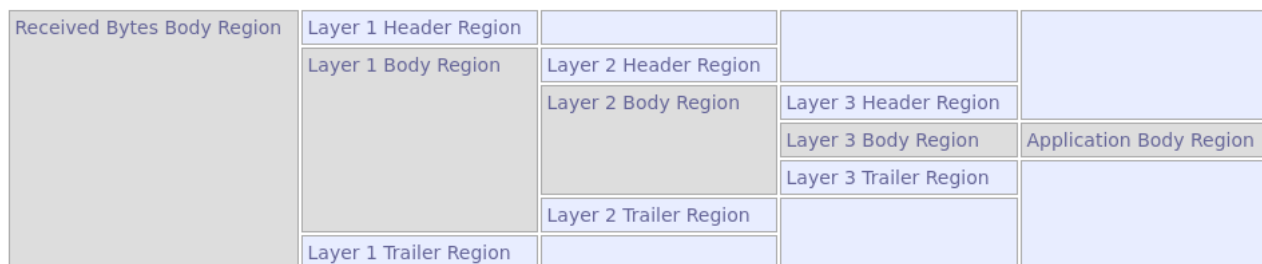 Received Bytes Body Region
Layer 1 Header Region
Layer 1 Body Region
Layer 2 Header Region
Layer 2 Body Region
Layer 3 Header Region
Layer 3 Body Region
Application Body Region
Layer 3 Trailer Region
Layer 2 Trailer Region
Layer 1 Trailer Region